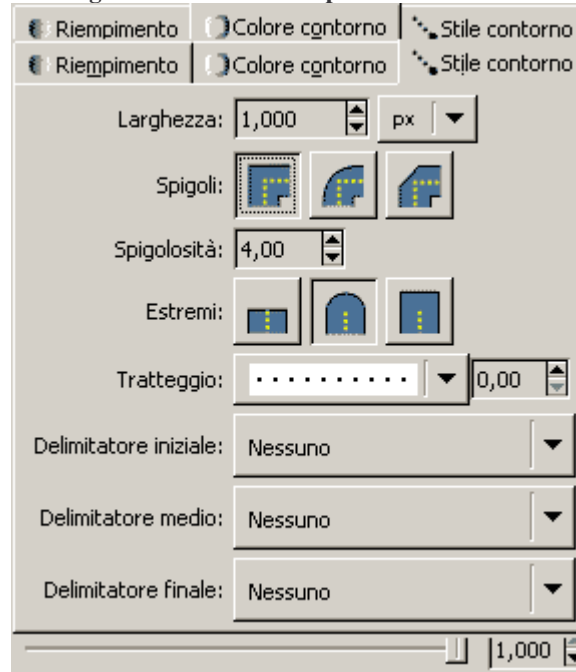 Riempimento Colore contorno Stile contorno
Riempimento Colore contorno Stile contorno
Larghezza: 1,000 px
Spigoli:
Spigolosità: 4,00
Estremi:
Tratteggio: 0,00
Delimitatore iniziale: Nessuno
Delimitatore medio: Nessuno
Delimitatore finale: Nessuno
1,000